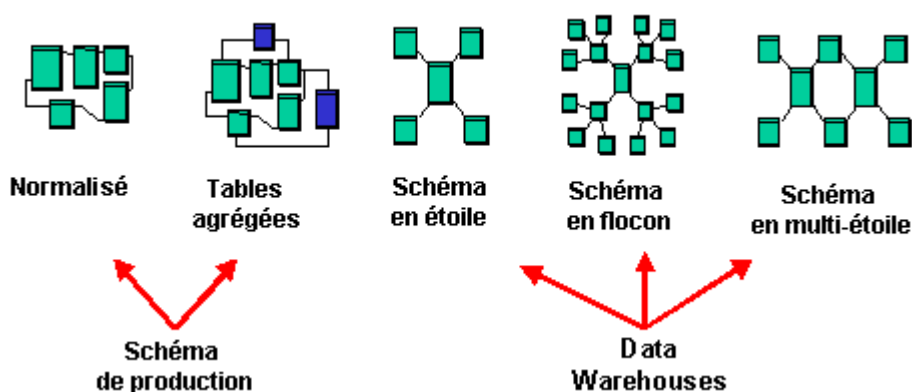 Normalisé
Tables
agrégées
Schéma
en étoile
Schéma
en flocon
Schéma
en multi-étoile
Schéma
de production
Data
Warehouses